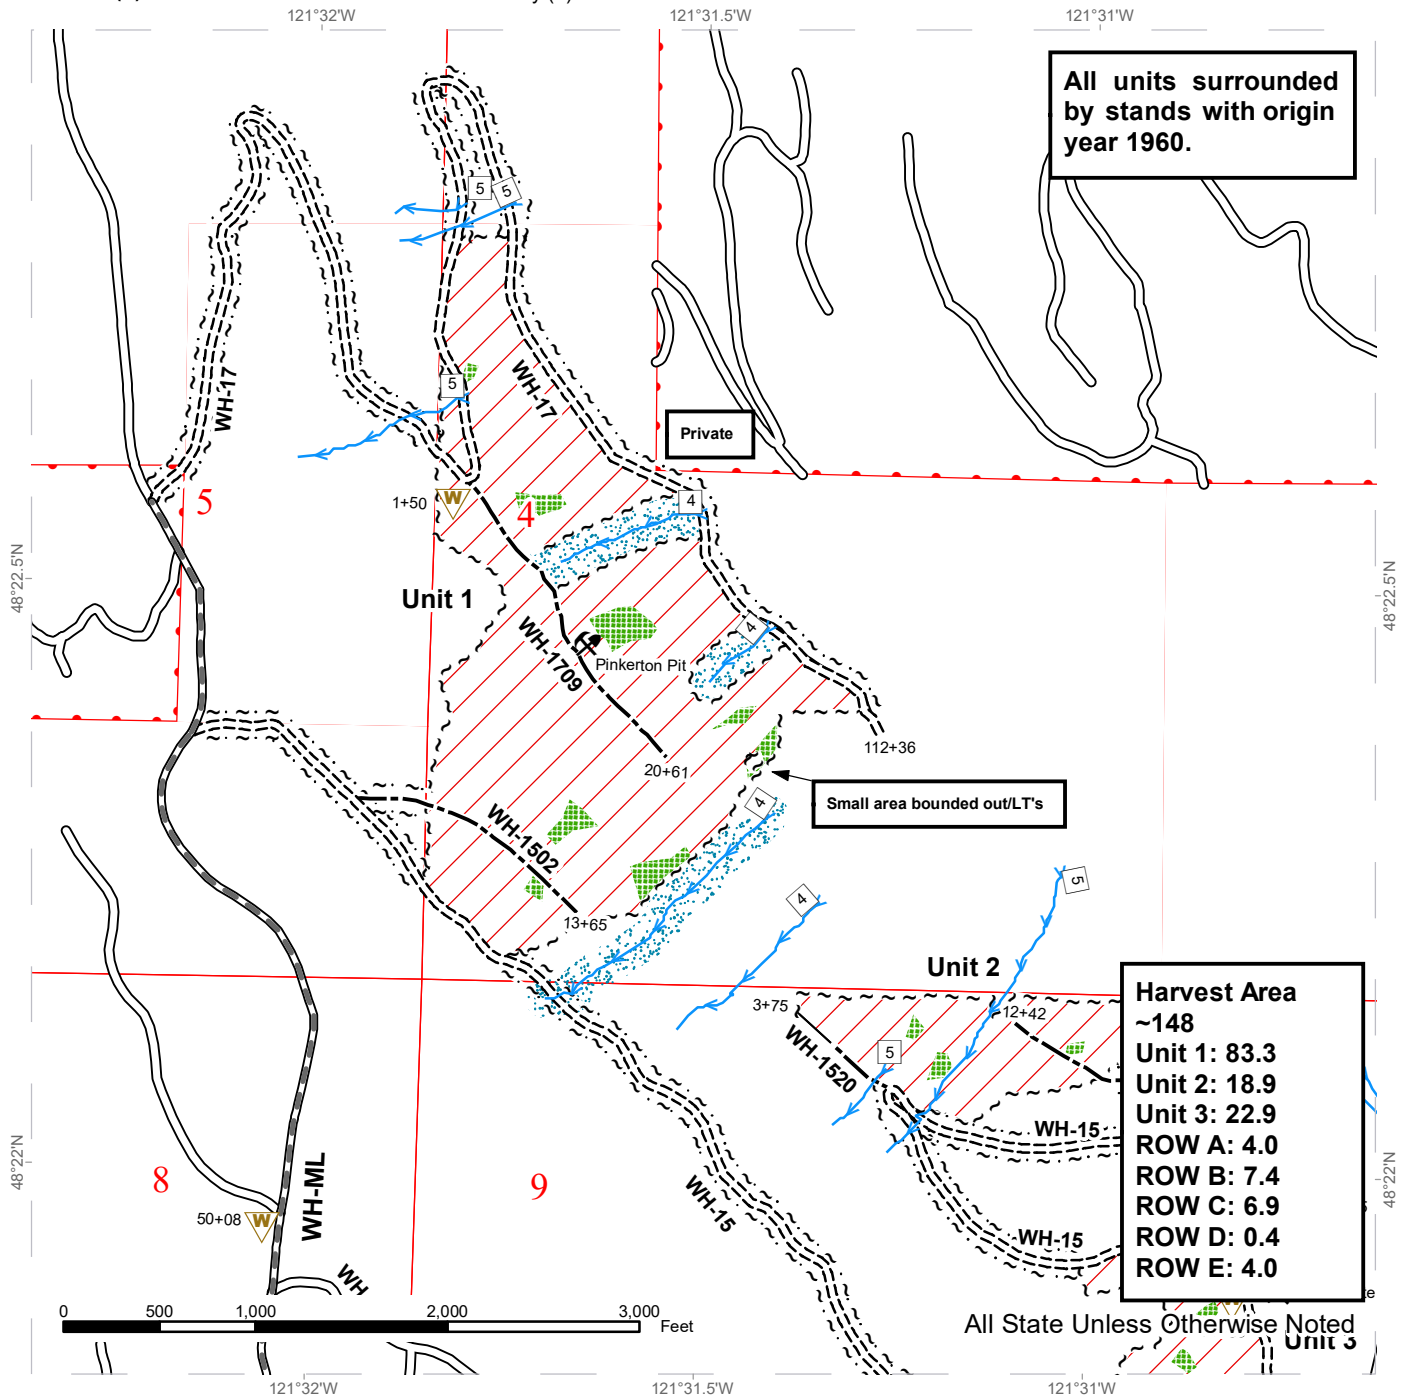 121°32'W
121°31.5'W
121°31'W
All units surrounded
by stands with origin
year 1960.
5
5
WH-17
WH-17
5
Private
1+50
W
4
4
5
48°22.5'N
48°22.5'N
Unit 1
4
WH-1709
Pinkerton Pit
112+36
20+61
Small area bounded out/LT's
4
WH-1502
13+65
4
5
Unit 2
3+75
12+42
WH-1520
5
WH-15
Harvest Area
~148
Unit 1: 83.3
Unit 2: 18.9
Unit 3: 22.9
ROW A: 4.0
ROW B: 7.4
ROW C: 6.9
ROW D: 0.4
ROW E: 4.0
48°22'N
48°22'N
8
9
WH-ML
WH-15
50+08
W
WH-15
WH
0
500
1,000
2,000
3,000
Feet
All State Unless Otherwise Noted
Unit 3
121°32'W
121°31.5'W
121°31'W